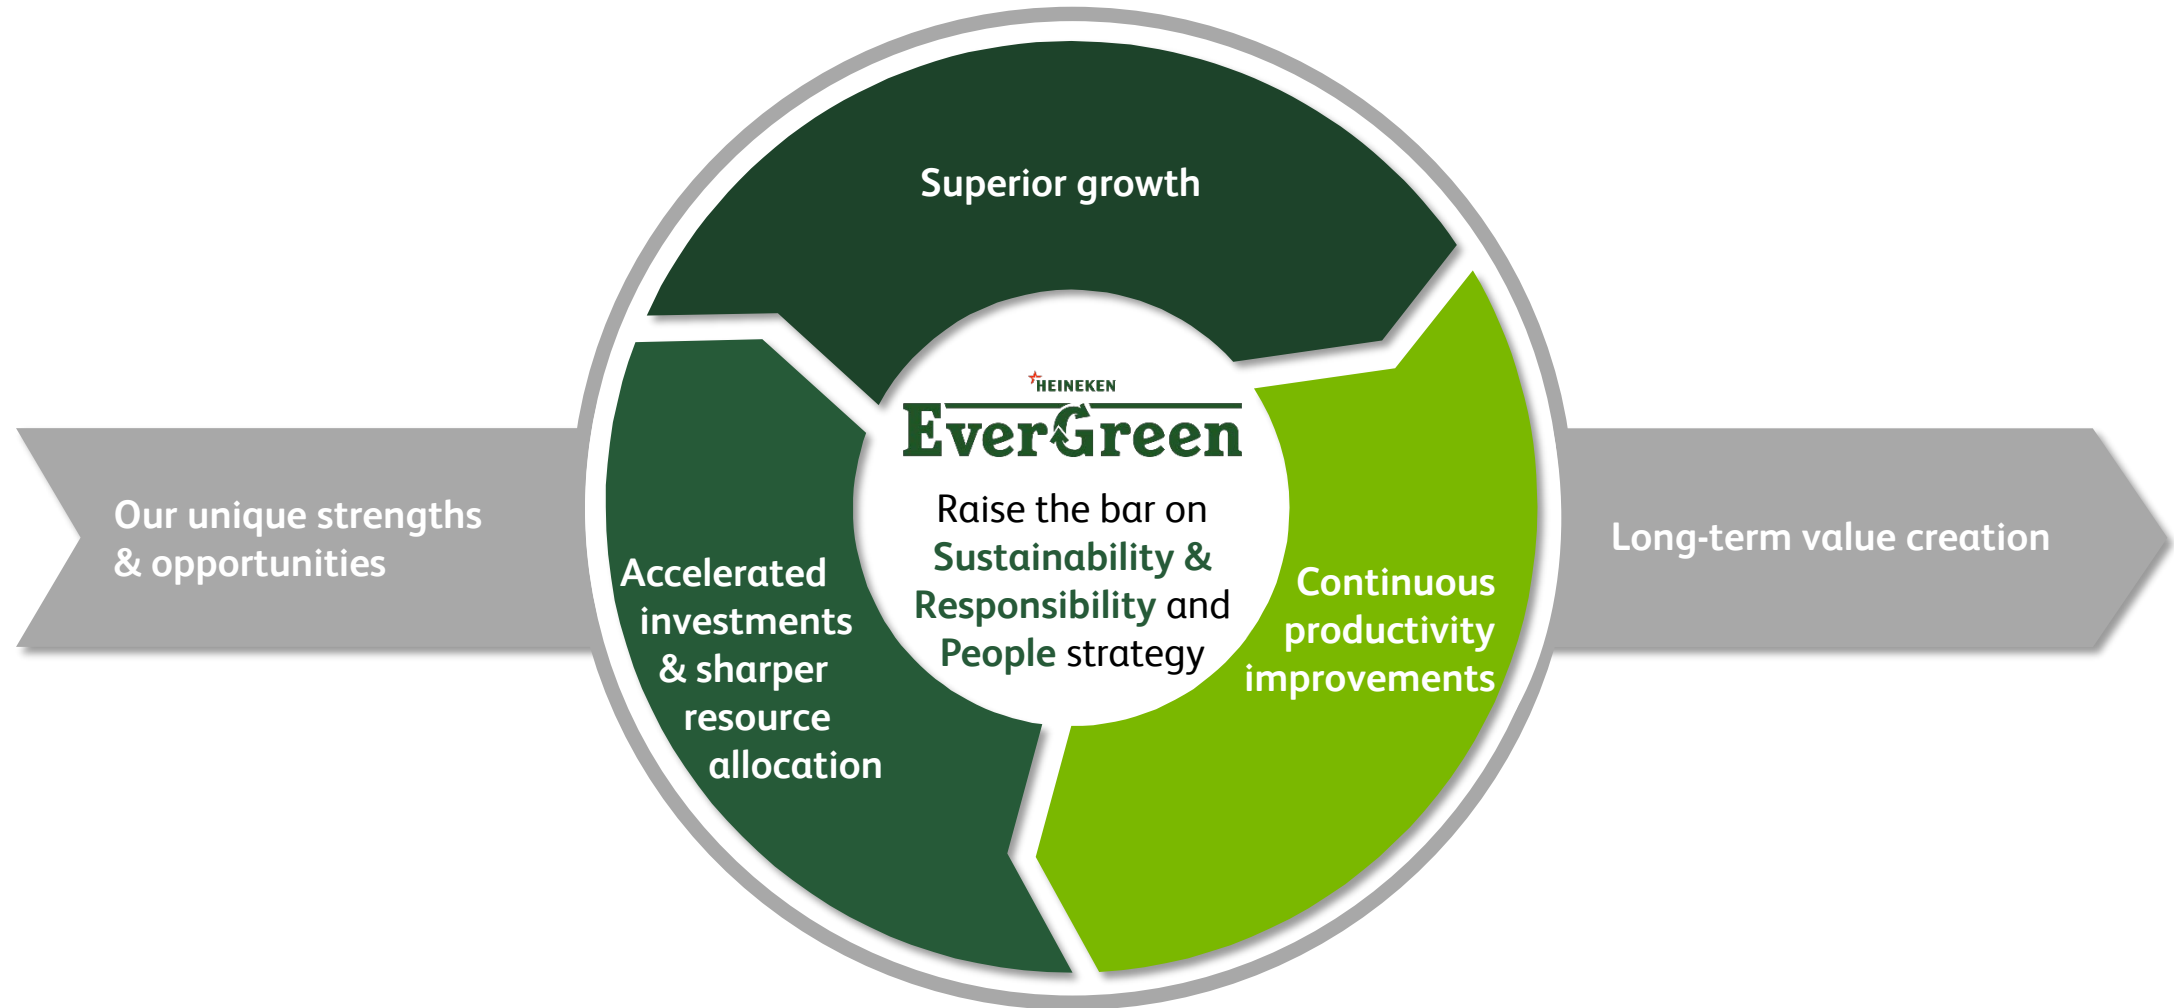 Superior growth
HEINEKEN
EverGreen
Raise the bar on
Sustainability &
Responsibility and
People strategy
Our unique strengths
& opportunities
Accelerated
investments
& sharper
resource
allocation
Continuous
productivity
improvements
Long-term value creation